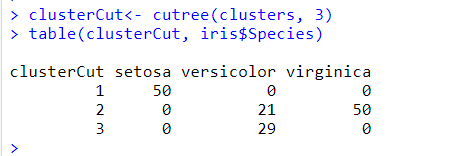 > clusterCut<- cutree(clusters, 3)
> table(clusterCut, iris$Species)
clusterCut setosa versicolor virginica
1 50 0 0
2 0 21 50
3 0 29 0
>